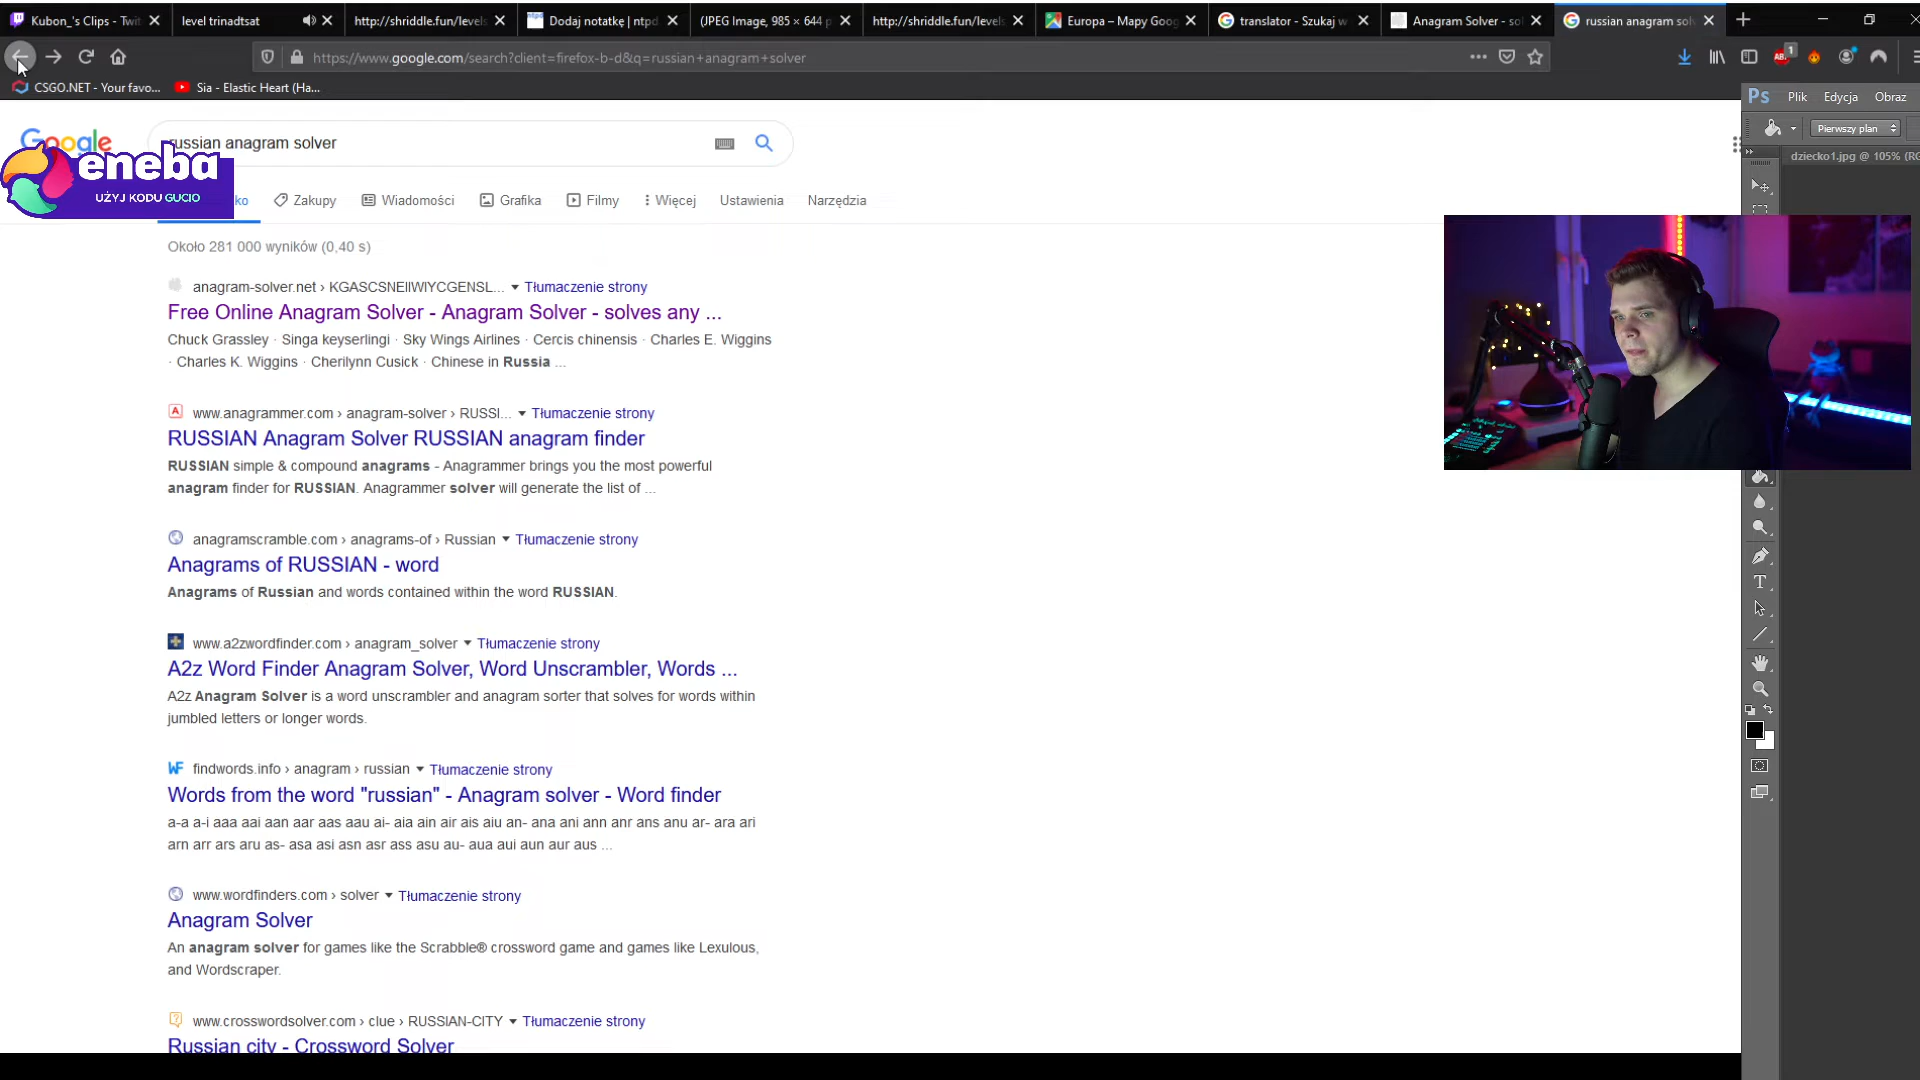 Kubon_'s Clips - Twit
level trinadtsat
http://shriddle.fun/levels
Dodaj notatkę | ntpd
(JPEG Image, 985 × 644 p
http://shriddle.fun/levels
Europa – Mapy Goog
translator - Szukaj w
Anagram Solver - sol
russian anagram solv
https://www.google.com/search?client=firefox-b-d&q=russian+anagram+solver
CSGO.NET - Your favo...
Sia - Elastic Heart (Ha...
Ps Plik Edycja Obraz
Pierwszy plan
dziecko1.jpg @ 105% (RG
Google
russian anagram solver
eneba
UŻYJ KODU GUCIO
Zakupy
Wiadomości
Grafika
Filmy
Więcej
Ustawienia
Narzędzia
Około 281 000 wyników (0,40 s)
anagram-solver.net › KGASCSNEIIWIYCGENSL... Tłumaczenie strony
Free Online Anagram Solver - Anagram Solver - solves any ...
Chuck Grassley · Singa keyserlingi · Sky Wings Airlines · Cercis chinensis · Charles E. Wiggins
· Charles K. Wiggins · Cherilynn Cusick · Chinese in Russia ...
www.anagrammer.com › anagram-solver › RUSSI... Tłumaczenie strony
RUSSIAN Anagram Solver RUSSIAN anagram finder
RUSSIAN simple & compound anagrams - Anagrammer brings you the most powerful
anagram finder for RUSSIAN. Anagrammer solver will generate the list of ...
anagramscramble.com › anagrams-of › Russian Tłumaczenie strony
Anagrams of RUSSIAN - word
Anagrams of Russian and words contained within the word RUSSIAN.
www.a2zwordfinder.com › anagram_solver Tłumaczenie strony
A2z Word Finder Anagram Solver, Word Unscrambler, Words ...
A2z Anagram Solver is a word unscrambler and anagram sorter that solves for words within
jumbled letters or longer words.
findwords.info › anagram › russian Tłumaczenie strony
Words from the word "russian" - Anagram solver - Word finder
a-a a-i aaa aai aan aar aas aau ai- aia ain air ais aiu an- ana ani ann anr ans anu ar- ara ari
arn arr ars aru as- asa asi asn asr ass asu au- aua aui aun aur aus ...
www.wordfinders.com › solver Tłumaczenie strony
Anagram Solver
An anagram solver for games like the Scrabble® crossword game and games like Lexulous,
and Wordscraper.
www.crosswordsolver.com › clue › RUSSIAN-CITY Tłumaczenie strony
Russian city - Crossword Solver